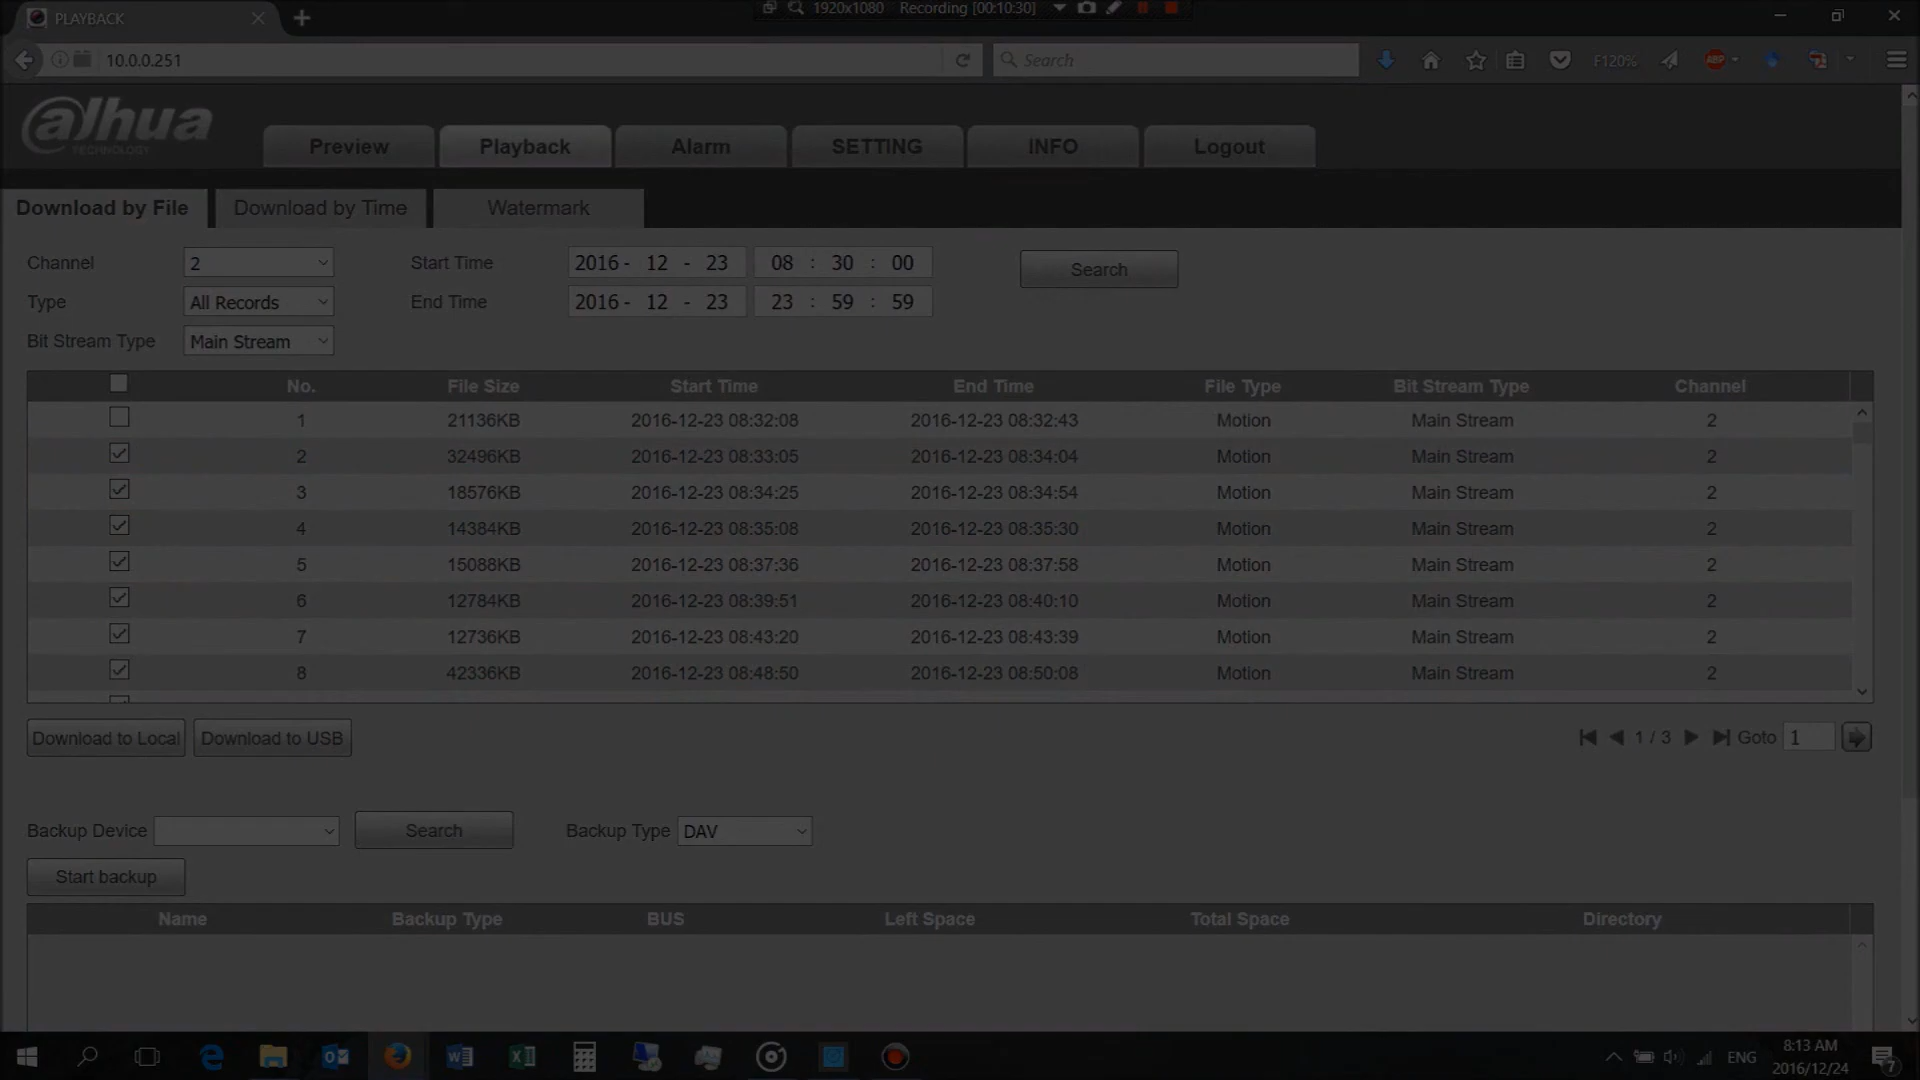 PLAYBACK
1920x1080 Recording [00:10:30]
10.0.0.251
Search
F120%
ABP
alhua
TECHNOLOGY
Preview Playback Alarm SETTING INFO Logout
Download by File Download by Time Watermark
Channel 2 Start Time 2016 - 12 - 23 08 : 30 : 00 Search
Type All Records End Time 2016 - 12 - 23 23 : 59 : 59
Bit Stream Type Main Stream
No. File Size Start Time End Time File Type Bit Stream Type Channel
1 21136KB 2016-12-23 08:32:08 2016-12-23 08:32:43 Motion Main Stream 2
2 32496KB 2016-12-23 08:33:05 2016-12-23 08:34:04 Motion Main Stream 2
3 18576KB 2016-12-23 08:34:25 2016-12-23 08:34:54 Motion Main Stream 2
4 14384KB 2016-12-23 08:35:08 2016-12-23 08:35:30 Motion Main Stream 2
5 15088KB 2016-12-23 08:37:36 2016-12-23 08:37:58 Motion Main Stream 2
6 12784KB 2016-12-23 08:39:51 2016-12-23 08:40:10 Motion Main Stream 2
7 12736KB 2016-12-23 08:43:20 2016-12-23 08:43:39 Motion Main Stream 2
8 42336KB 2016-12-23 08:48:50 2016-12-23 08:50:08 Motion Main Stream 2
Download to Local Download to USB 1 / 3 Goto 1
Backup Device Search Backup Type DAV
Start backup
Name Backup Type BUS Left Space Total Space Directory
ENG 8:13 AM
2016/12/24
7